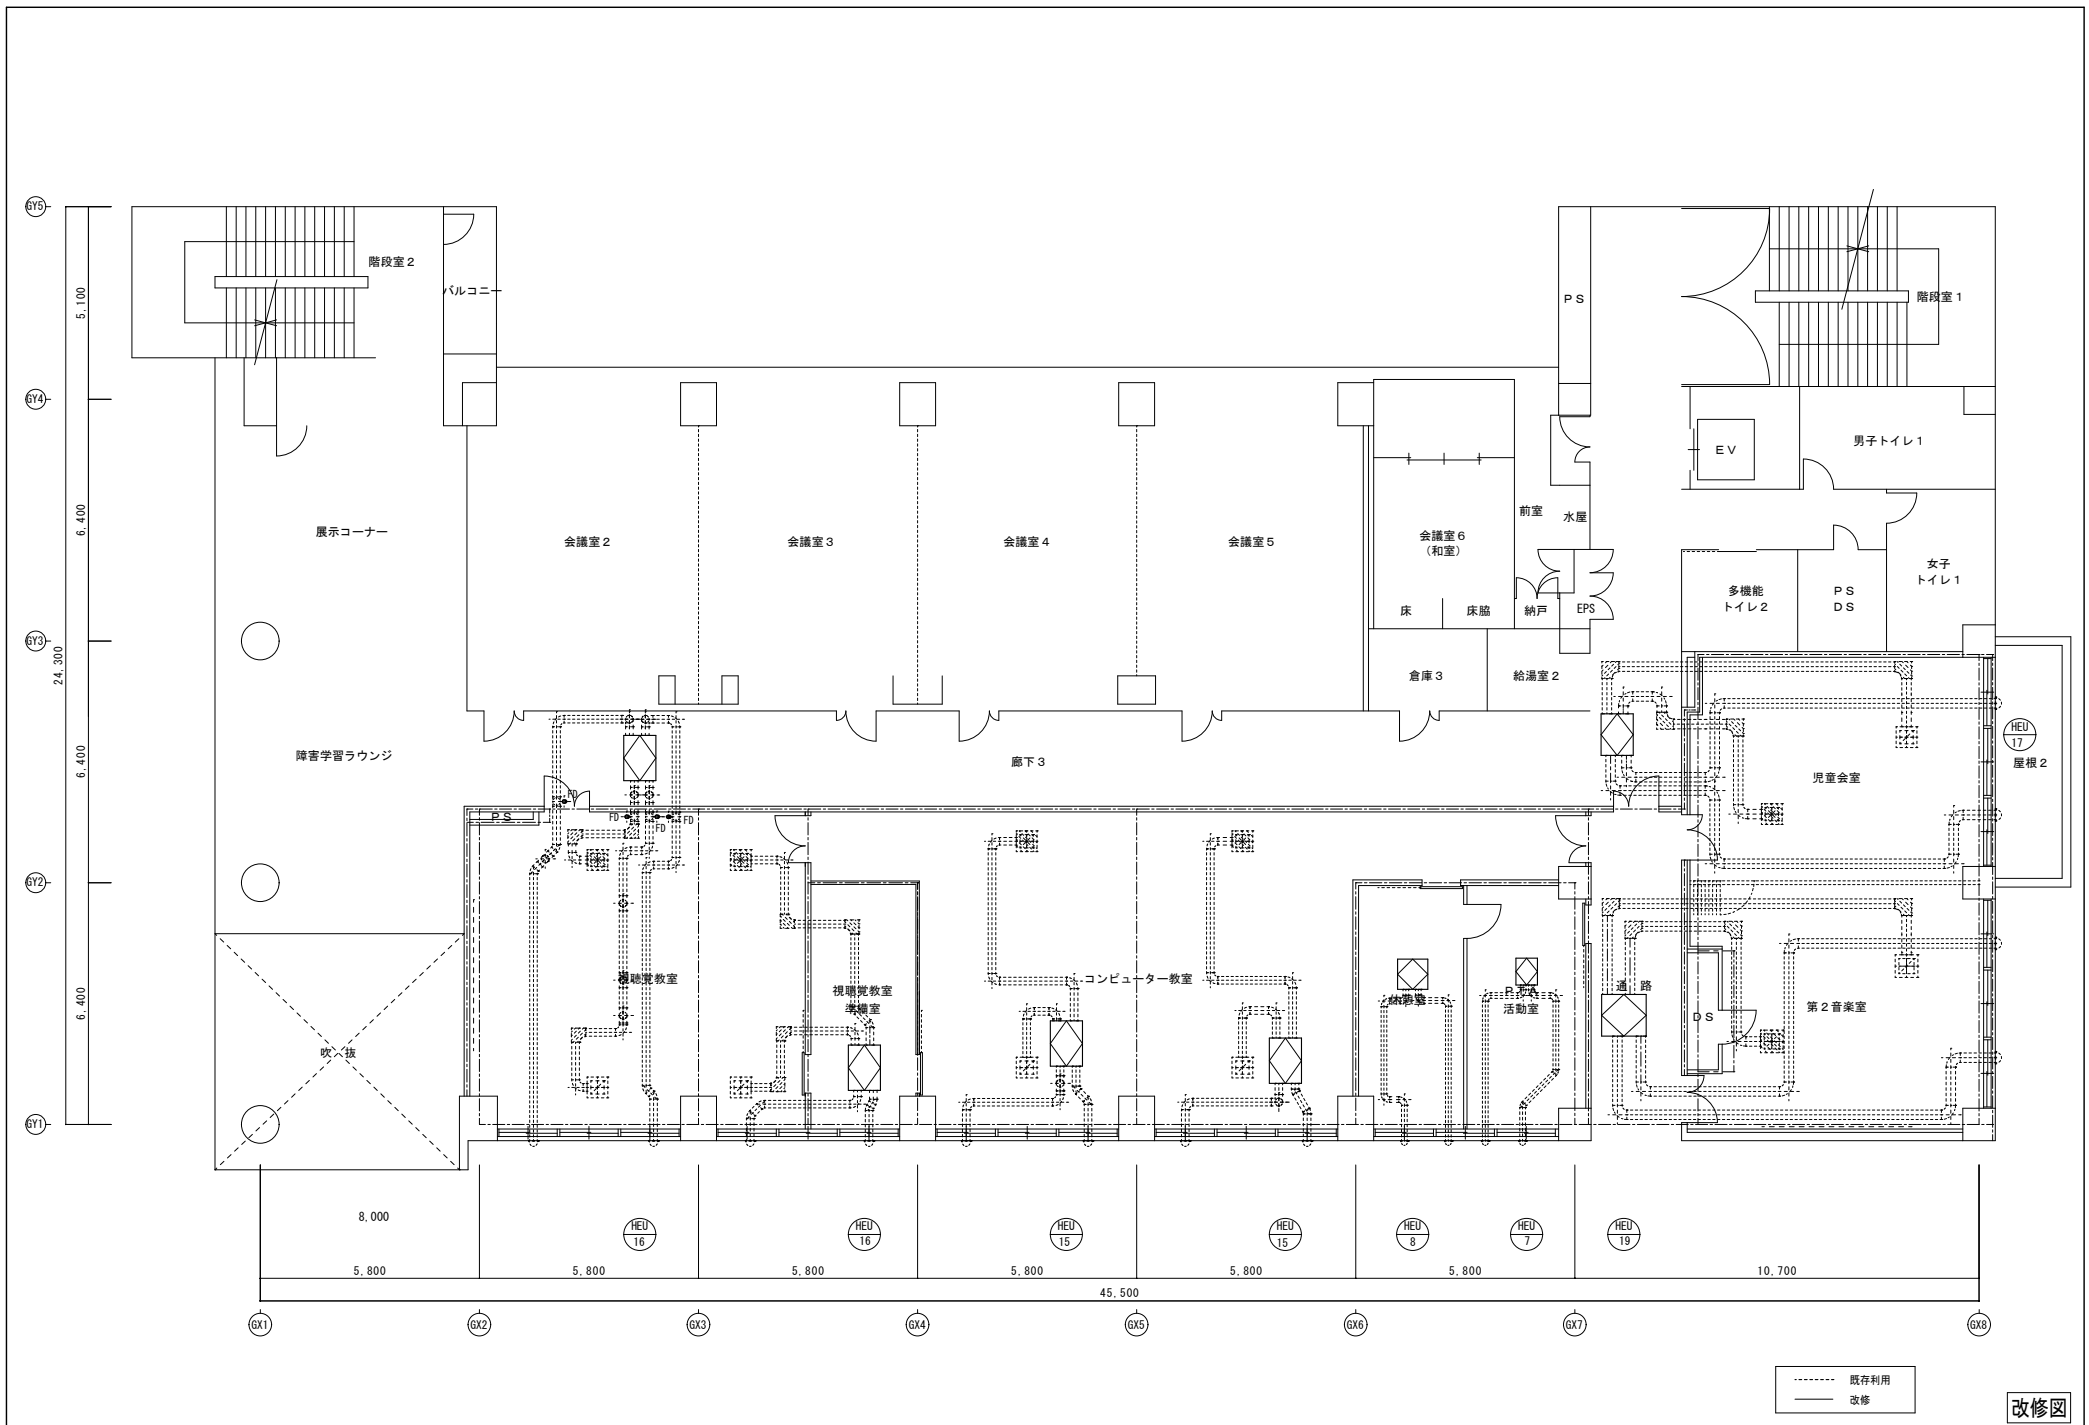 GY5
5,100
階段室2
バルコニー
PS
階段室1
GY4
6,400
24,300
展示コーナー
会議室2
会議室3
会議室4
会議室5
会議室6
(和室)
前室
水屋
EV
男子トイレ1
女子
トイレ1
多機能
トイレ2
PS
DS
床
床脇
納戸
EPS
GY3
倉庫3
給湯室2
6,400
障害学習ラウンジ
廊下3
児童会室
HEU
17
屋根2
FD
PS
FD
FD
FD
GY2
6,400
視聴覚教室
視聴覚教室
準備室
コンピューター教室
PTA
活動室
通路
DS
第2音楽室
吹抜
GY1
8,000
HEU
16
HEU
16
HEU
15
HEU
15
HEU
8
HEU
7
HEU
19
5,800
5,800
5,800
5,800
5,800
5,800
10,700
45,500
GX1
GX2
GX3
GX4
GX5
GX6
GX7
GX8
既存利用
改修
改修図